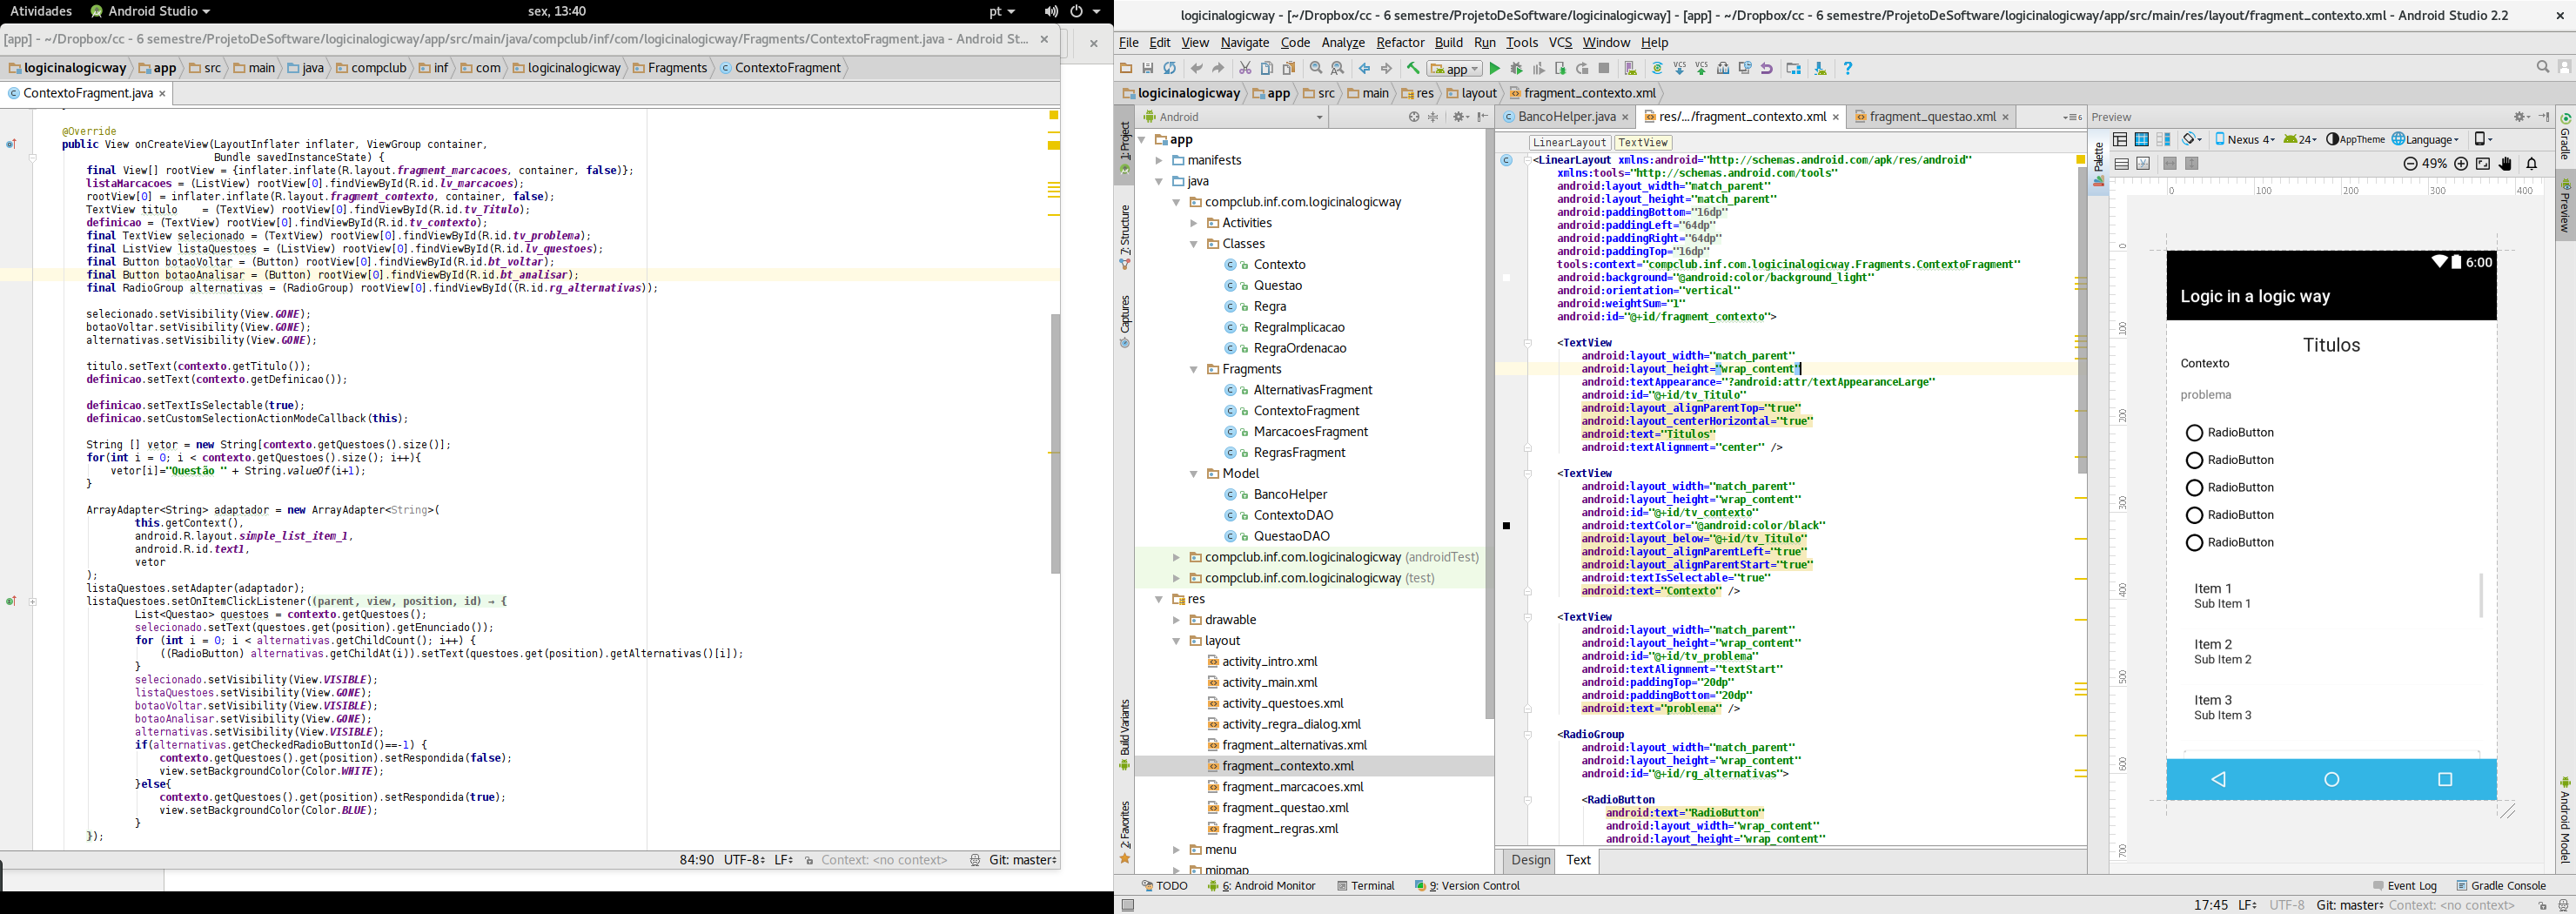 Atividades Android Studio sex, 13:40 pt
[app] - ~/Dropbox/cc - 6 semestre/ProjetoDeSoftware/logicinalogicway/app/src/main/java/compclub/inf/com/logicinalogicway/Fragments/ContextoFragment.java - Android St...
logicinalogicway app src main java compclub inf com logicinalogicway Fragments ContextoFragment
ContextoFragment.java
@Override
public View onCreateView(LayoutInflater inflater, ViewGroup container,
Bundle savedInstanceState) {
final View[] rootView = {inflater.inflate(R.layout.fragment_marcacoes, container, false)};
listaMarcacoes = (ListView) rootView[0].findViewById(R.id.lv_marcacoes);
rootView[0] = inflater.inflate(R.layout.fragment_contexto, container, false);
TextView titulo = (TextView) rootView[0].findViewById(R.id.tv_Titulo);
definicao = (TextView) rootView[0].findViewById(R.id.tv_contexto);
final TextView selecionado = (TextView) rootView[0].findViewById(R.id.tv_problema);
final ListView listaQuestoes = (ListView) rootView[0].findViewById(R.id.lv_questoes);
final Button botaoVoltar = (Button) rootView[0].findViewById(R.id.bt_voltar);
final Button botaoAnalisar = (Button) rootView[0].findViewById(R.id.bt_analisar);
final RadioGroup alternativas = (RadioGroup) rootView[0].findViewById((R.id.rg_alternativas));
selecionado.setVisibility(View.GONE);
botaoVoltar.setVisibility(View.GONE);
alternativas.setVisibility(View.GONE);
titulo.setText(contexto.getTitulo());
definicao.setText(contexto.getDefinicao());
definicao.setTextIsSelectable(true);
definicao.setCustomSelectionActionModeCallback(this);
String [] vetor = new String[contexto.getQuestoes().size()];
for(int i = 0; i < contexto.getQuestoes().size(); i++){
vetor[i]="Questão " + String.valueOf(i+1);
}
ArrayAdapter<String> adaptador = new ArrayAdapter<String>(
this.getContext(),
android.R.layout.simple_list_item_1,
android.R.id.text1,
vetor
);
listaQuestoes.setAdapter(adaptador);
listaQuestoes.setOnItemClickListener((parent, view, position, id) → {
List<Questao> questoes = contexto.getQuestoes();
selecionado.setText(questoes.get(position).getEnunciado());
for (int i = 0; i < alternativas.getChildCount(); i++) {
((RadioButton) alternativas.getChildAt(i)).setText(questoes.get(position).getAlternativas()[i]);
}
selecionado.setVisibility(View.VISIBLE);
listaQuestoes.setVisibility(View.GONE);
botaoVoltar.setVisibility(View.VISIBLE);
botaoAnalisar.setVisibility(View.GONE);
alternativas.setVisibility(View.VISIBLE);
if(alternativas.getCheckedRadioButtonId()==-1) {
contexto.getQuestoes().get(position).setRespondida(false);
view.setBackgroundColor(Color.WHITE);
}else{
contexto.getQuestoes().get(position).setRespondida(true);
view.setBackgroundColor(Color.BLUE);
}
});
84:90 UTF-8 LF Context: <no context> Git: master
logicinalogicway - [~/Dropbox/cc - 6 semestre/ProjetoDeSoftware/logicinalogicway] - [app] - ~/Dropbox/cc - 6 semestre/ProjetoDeSoftware/logicinalogicway/app/src/main/res/layout/fragment_contexto.xml - Android Studio 2.2
File Edit View Navigate Code Analyze Refactor Build Run Tools VCS Window Help
app
logicinalogicway app src main res layout fragment_contexto.xml
1: Project
7: Structure
Captures
Build Variants
2: Favorites
Android
app
manifests
java
compclub.inf.com.logicinalogicway
Activities
Classes
Contexto
Questao
Regra
RegraImplicacao
RegraOrdenacao
Fragments
AlternativasFragment
ContextoFragment
MarcacoesFragment
RegrasFragment
Model
BancoHelper
ContextoDAO
QuestaoDAO
compclub.inf.com.logicinalogicway (androidTest)
compclub.inf.com.logicinalogicway (test)
res
drawable
layout
activity_intro.xml
activity_main.xml
activity_questoes.xml
activity_regra_dialog.xml
fragment_alternativas.xml
fragment_contexto.xml
fragment_marcacoes.xml
fragment_questao.xml
fragment_regras.xml
menu
mipmap
BancoHelper.java res/.../fragment_contexto.xml fragment_questao.xml
LinearLayout TextView
<LinearLayout xmlns:android="http://schemas.android.com/apk/res/android"
xmlns:tools="http://schemas.android.com/tools"
android:layout_width="match_parent"
android:layout_height="match_parent"
android:paddingBottom="16dp"
android:paddingLeft="64dp"
android:paddingRight="64dp"
android:paddingTop="16dp"
tools:context="compclub.inf.com.logicinalogicway.Fragments.ContextoFragment"
android:background="@android:color/background_light"
android:orientation="vertical"
android:weightSum="1"
android:id="@+id/fragment_contexto">
<TextView
android:layout_width="match_parent"
android:layout_height="wrap_content"
android:textAppearance="?android:attr/textAppearanceLarge"
android:id="@+id/tv_Titulo"
android:layout_alignParentTop="true"
android:layout_centerHorizontal="true"
android:text="Titulos"
android:textAlignment="center" />
<TextView
android:layout_width="match_parent"
android:layout_height="wrap_content"
android:id="@+id/tv_contexto"
android:textColor="@android:color/black"
android:layout_below="@+id/tv_Titulo"
android:layout_alignParentLeft="true"
android:layout_alignParentStart="true"
android:textIsSelectable="true"
android:text="Contexto" />
<TextView
android:layout_width="match_parent"
android:layout_height="wrap_content"
android:id="@+id/tv_problema"
android:textAlignment="textStart"
android:paddingTop="20dp"
android:paddingBottom="20dp"
android:text="problema" />
<RadioGroup
android:layout_width="match_parent"
android:layout_height="wrap_content"
android:id="@+id/rg_alternativas">
<RadioButton
android:text="RadioButton"
android:layout_width="wrap_content"
android:layout_height="wrap_content"
Design Text
Preview
Palette
Nexus 4 24 AppTheme Language
49%
0 100 200 300 400
0
100
200
300
400
500
600
700
6:00
Logic in a logic way
Titulos
Contexto
problema
RadioButton
RadioButton
RadioButton
RadioButton
RadioButton
Item 1
Sub Item 1
Item 2
Sub Item 2
Item 3
Sub Item 3
Gradle
Preview
Android Model
TODO 6: Android Monitor Terminal 9: Version Control Event Log Gradle Console
17:45 LF UTF-8 Git: master Context: <no context>